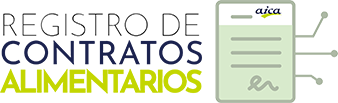 REGISTRO DE
CONTRATOS
ALIMENTARIOS
aica